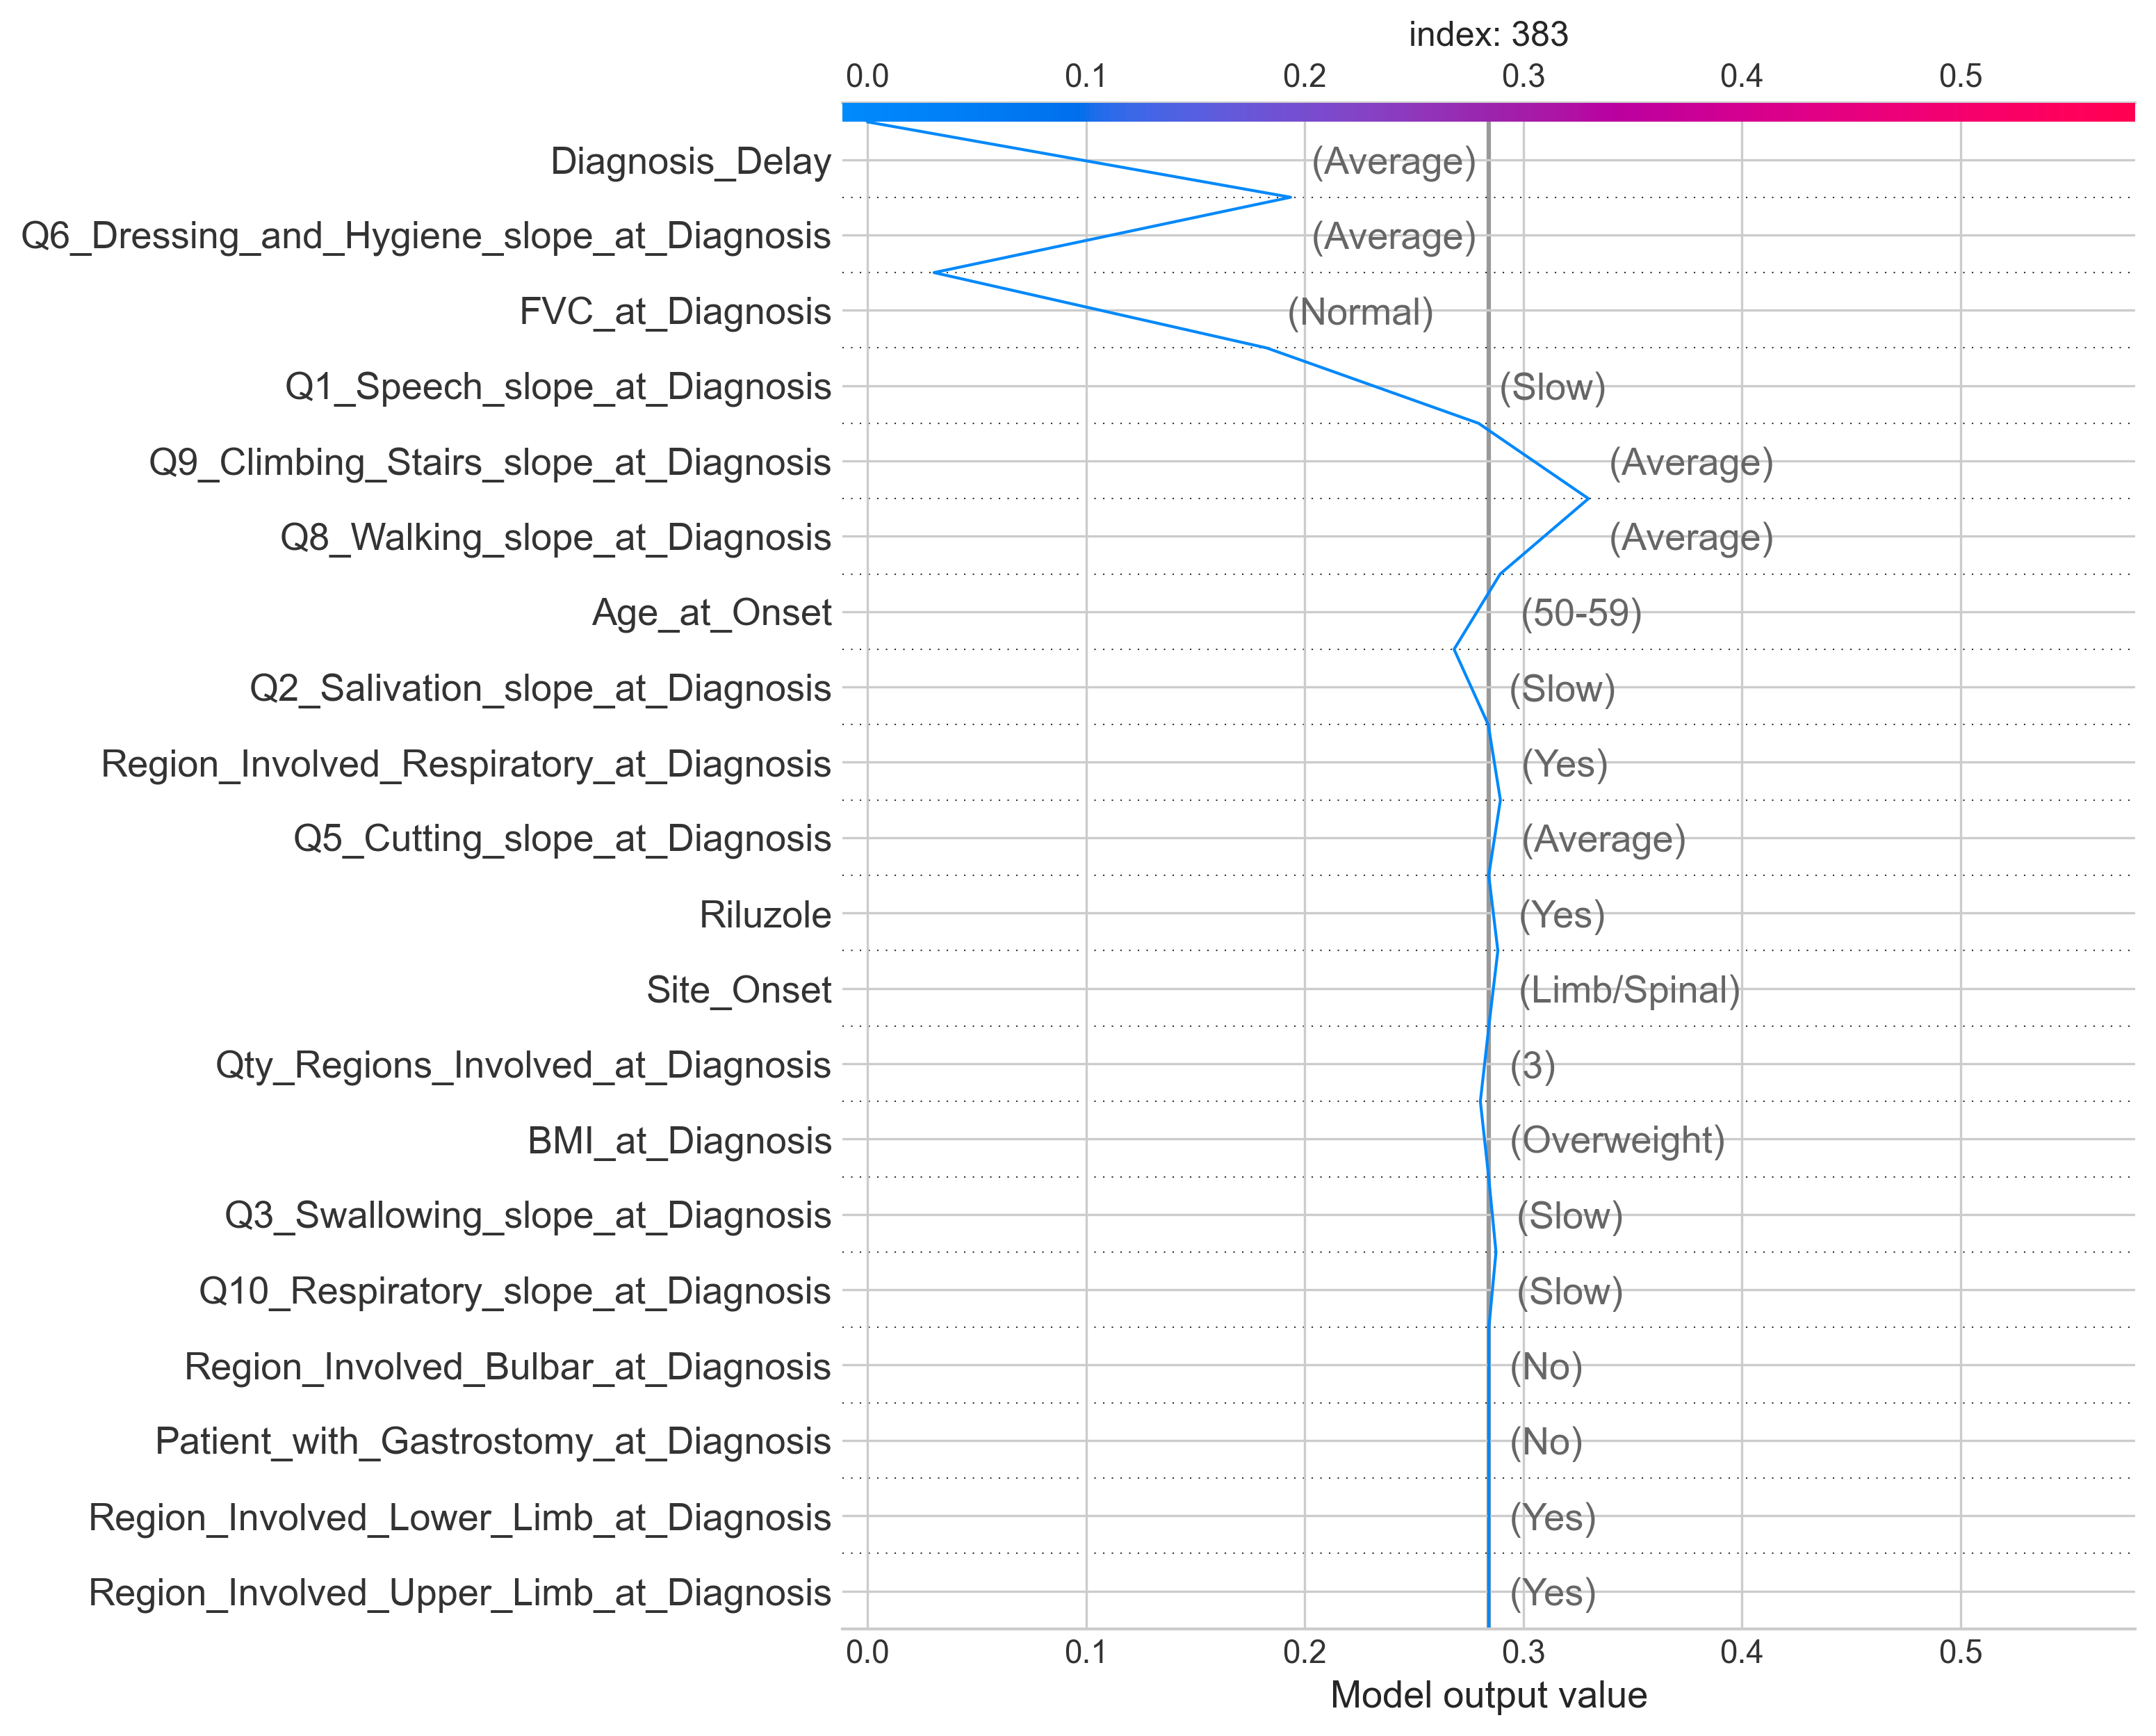 index: 383
0.0 0.1 0.2 0.3 0.4 0.5
Diagnosis_Delay (Average)
Q6_Dressing_and_Hygiene_slope_at_Diagnosis (Average)
FVC_at_Diagnosis (Normal)
Q1_Speech_slope_at_Diagnosis (Slow)
Q9_Climbing_Stairs_slope_at_Diagnosis (Average)
Q8_Walking_slope_at_Diagnosis (Average)
Age_at_Onset (50-59)
Q2_Salivation_slope_at_Diagnosis (Slow)
Region_Involved_Respiratory_at_Diagnosis (Yes)
Q5_Cutting_slope_at_Diagnosis (Average)
Riluzole (Yes)
Site_Onset (Limb/Spinal)
Qty_Regions_Involved_at_Diagnosis (3)
BMI_at_Diagnosis (Overweight)
Q3_Swallowing_slope_at_Diagnosis (Slow)
Q10_Respiratory_slope_at_Diagnosis (Slow)
Region_Involved_Bulbar_at_Diagnosis (No)
Patient_with_Gastrostomy_at_Diagnosis (No)
Region_Involved_Lower_Limb_at_Diagnosis (Yes)
Region_Involved_Upper_Limb_at_Diagnosis (Yes)
0.0 0.1 0.2 0.3 0.4 0.5
Model output value